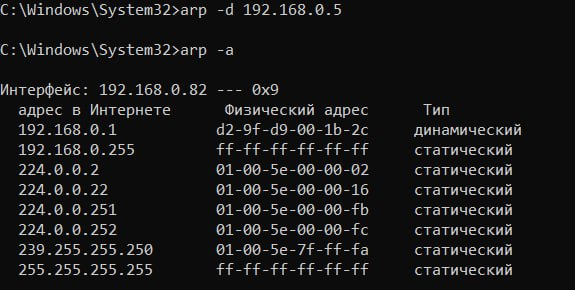 C:\Windows\System32>arp -d 192.168.0.5
C:\Windows\System32>arp -a
Интерфейс: 192.168.0.82 --- 0x9
адрес в Интернете Физический адрес Тип
192.168.0.1 d2-9f-d9-00-1b-2c динамический
192.168.0.255 ff-ff-ff-ff-ff-ff статический
224.0.0.2 01-00-5e-00-00-02 статический
224.0.0.22 01-00-5e-00-00-16 статический
224.0.0.251 01-00-5e-00-00-fb статический
224.0.0.252 01-00-5e-00-00-fc статический
239.255.255.250 01-00-5e-7f-ff-fa статический
255.255.255.255 ff-ff-ff-ff-ff-ff статический